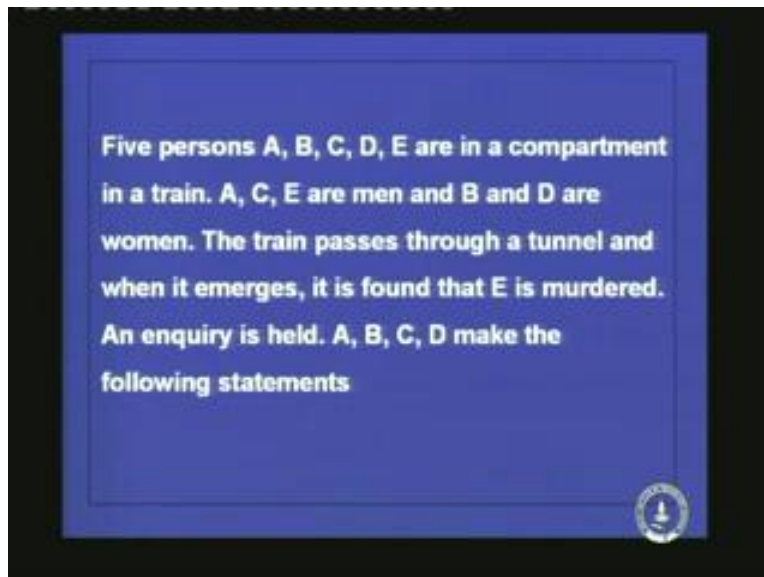 Five persons A, B, C, D, E are in a compartment
in a train. A, C, E are men and B and D are
women. The train passes through a tunnel and
when it emerges, it is found that E is murdered.
An enquiry is held. A, B, C, D make the
following statements